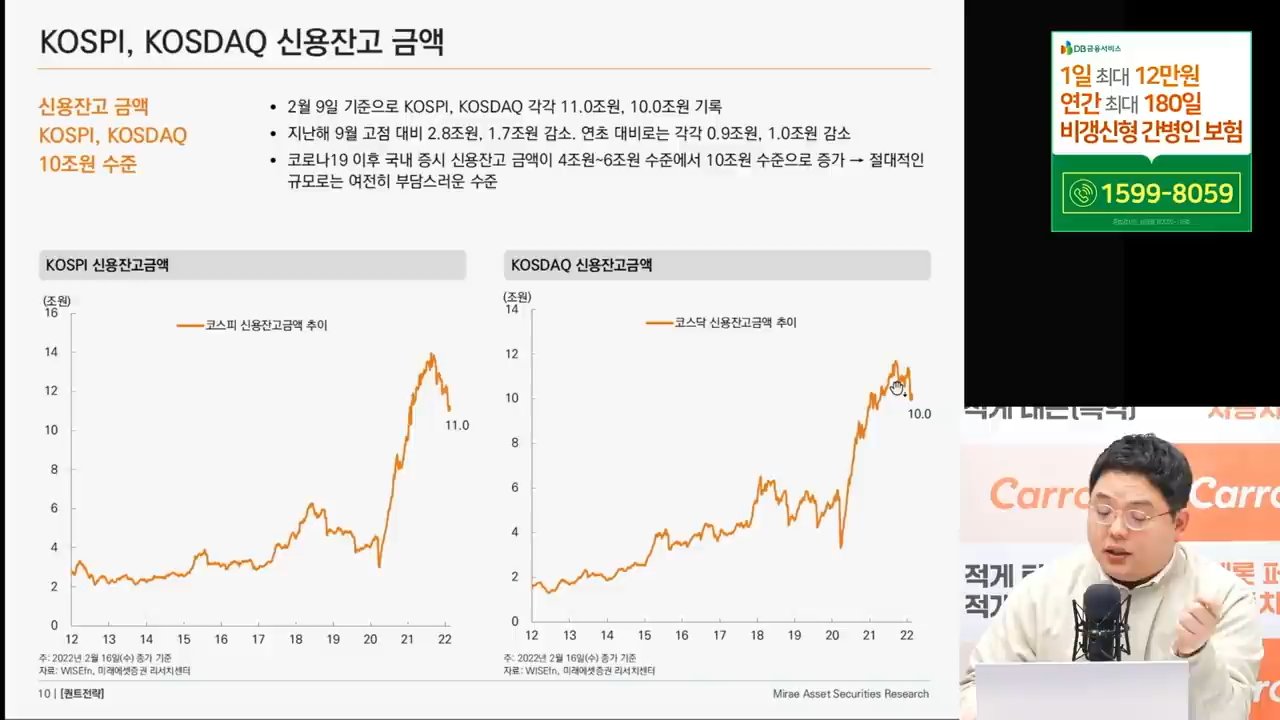 KOSPI, KOSDAQ 신용잔고 금액
신용잔고 금액
KOSPI, KOSDAQ
10조원 수준
• 2월 9일 기준으로 KOSPI, KOSDAQ 각각 11.0조원, 10.0조원 기록
• 지난해 9월 고점 대비 2.8조원, 1.7조원 감소. 연초 대비로는 각각 0.9조원, 1.0조원 감소
• 코로나19 이후 국내 증시 신용잔고 금액이 4조원~6조원 수준에서 10조원 수준으로 증가 → 절대적인
규모로는 여전히 부담스러운 수준
KOSPI 신용잔고금액
(조원)
16
14
12
10
8
6
4
2
0
코스피 신용잔고금액 추이
11.0
12 13 14 15 16 17 18 19 20 21 22
주: 2022년 2월 16일(수) 종가 기준
자료: WISEfn, 미래에셋증권 리서치센터
KOSDAQ 신용잔고금액
(조원)
14
12
10
8
6
4
2
0
코스닥 신용잔고금액 추이
10.0
12 13 14 15 16 17 18 19 20 21 22
주: 2022년 2월 16일(수) 종가 기준
자료: WISEfn, 미래에셋증권 리서치센터
10 | [퀀트전략]
Mirae Asset Securities Research
DB금융서비스
1일 최대 12만원
연간 최대 180일
비갱신형 간병인 보험
1599-8059
Carro
Carro
적게
적게